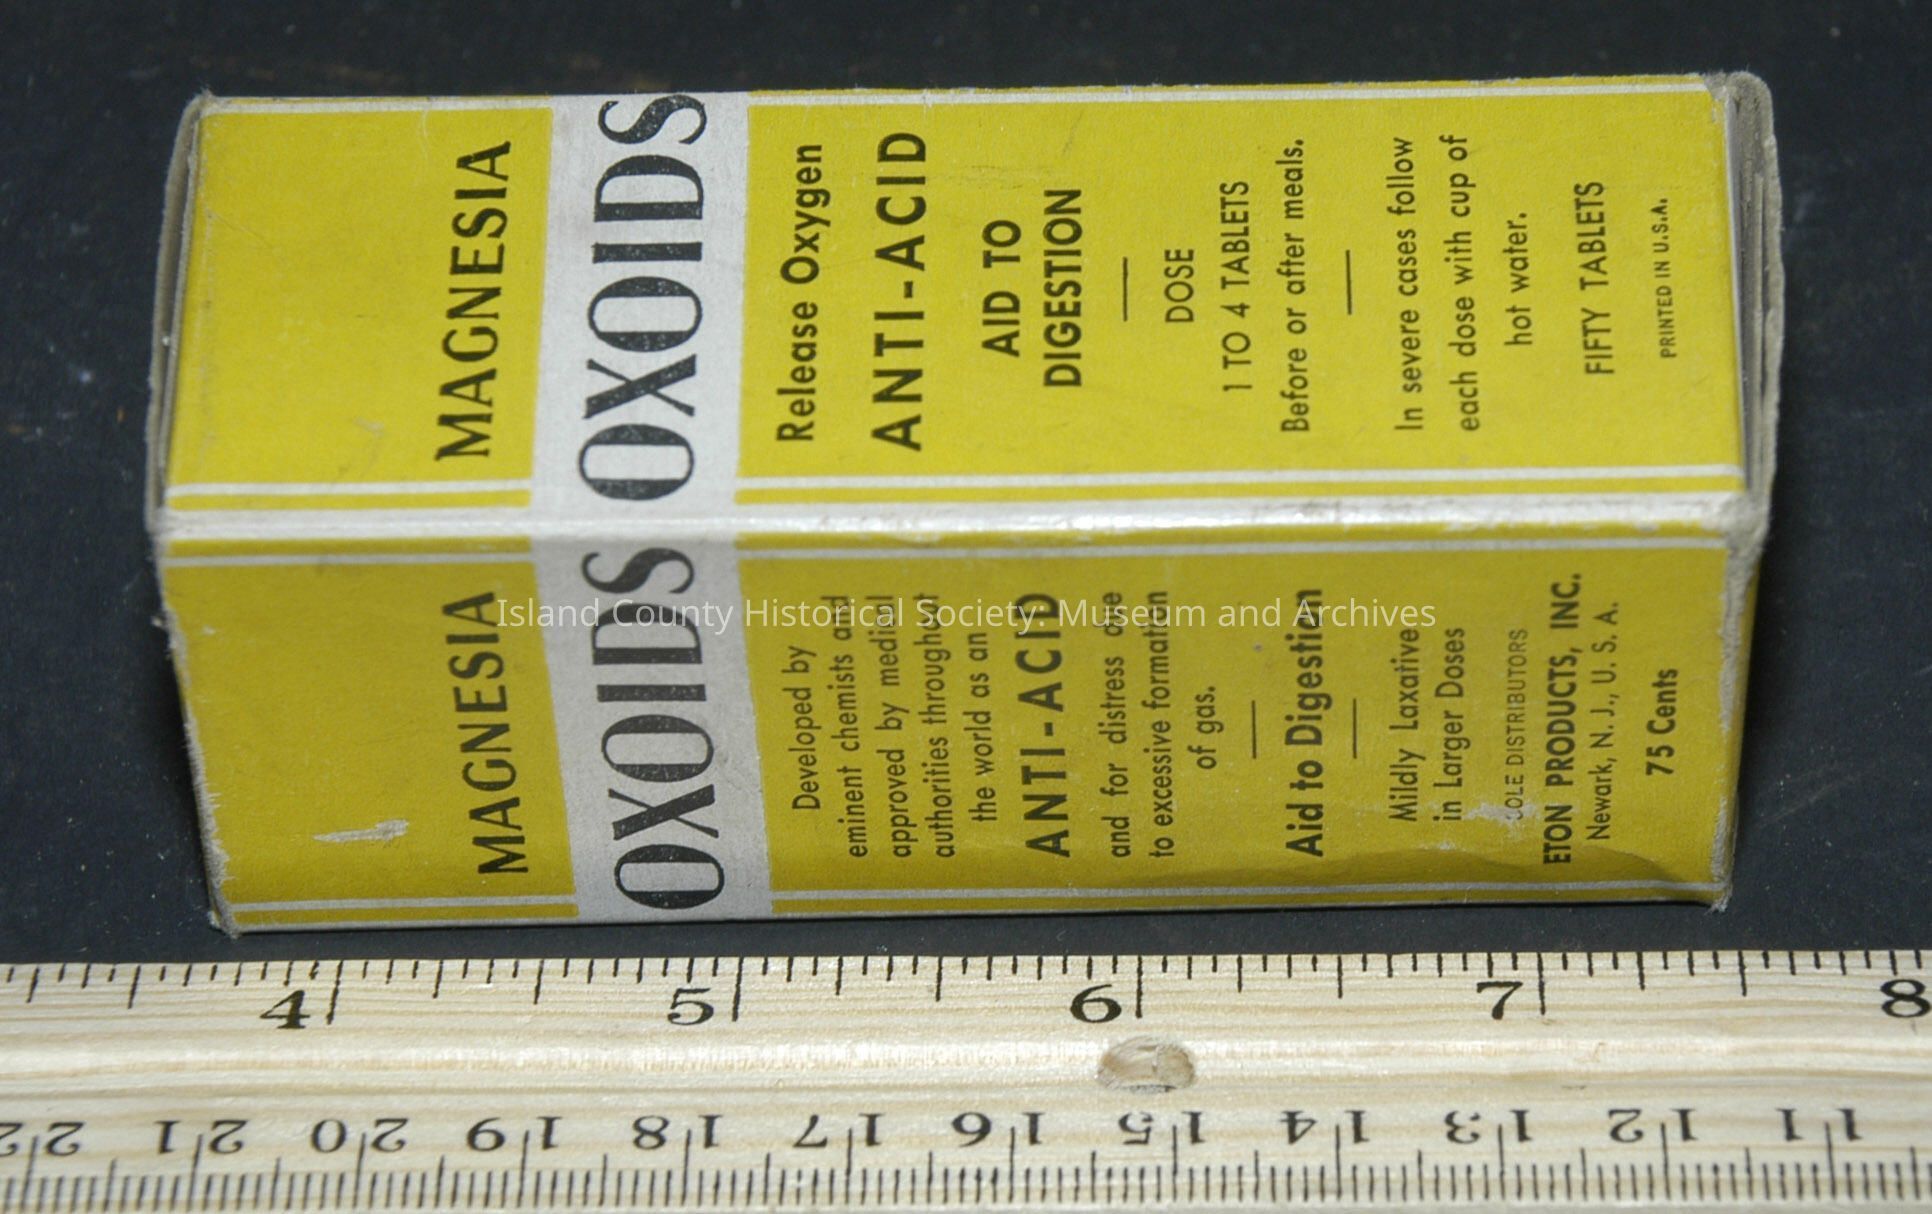 MAGNESIA
OXOIDS
Release Oxygen
ANTI-ACID
AID TO
DIGESTION
DOSE
1 TO 4 TABLETS
Before or after meals.
In severe cases follow
each dose with cup of
hot water.
FIFTY TABLETS
PRINTED IN U.S.A.
MAGNESIA
OXOIDS
Developed by
eminent chemists and
approved by medical
authorities throughout
the world as an
ANTI-ACID
and for distress due
to excessive formation
of gas.
Aid to Digestion
Mildly Laxative
in Larger Doses
SOLE DISTRIBUTORS
ETON PRODUCTS, INC.
Newark, N.J., U. S. A.
75 Cents
Island County Historical Society: Museum and Archives
4 5 6 7 8
22 21 20 19 18 17 16 15 14 13 12 11